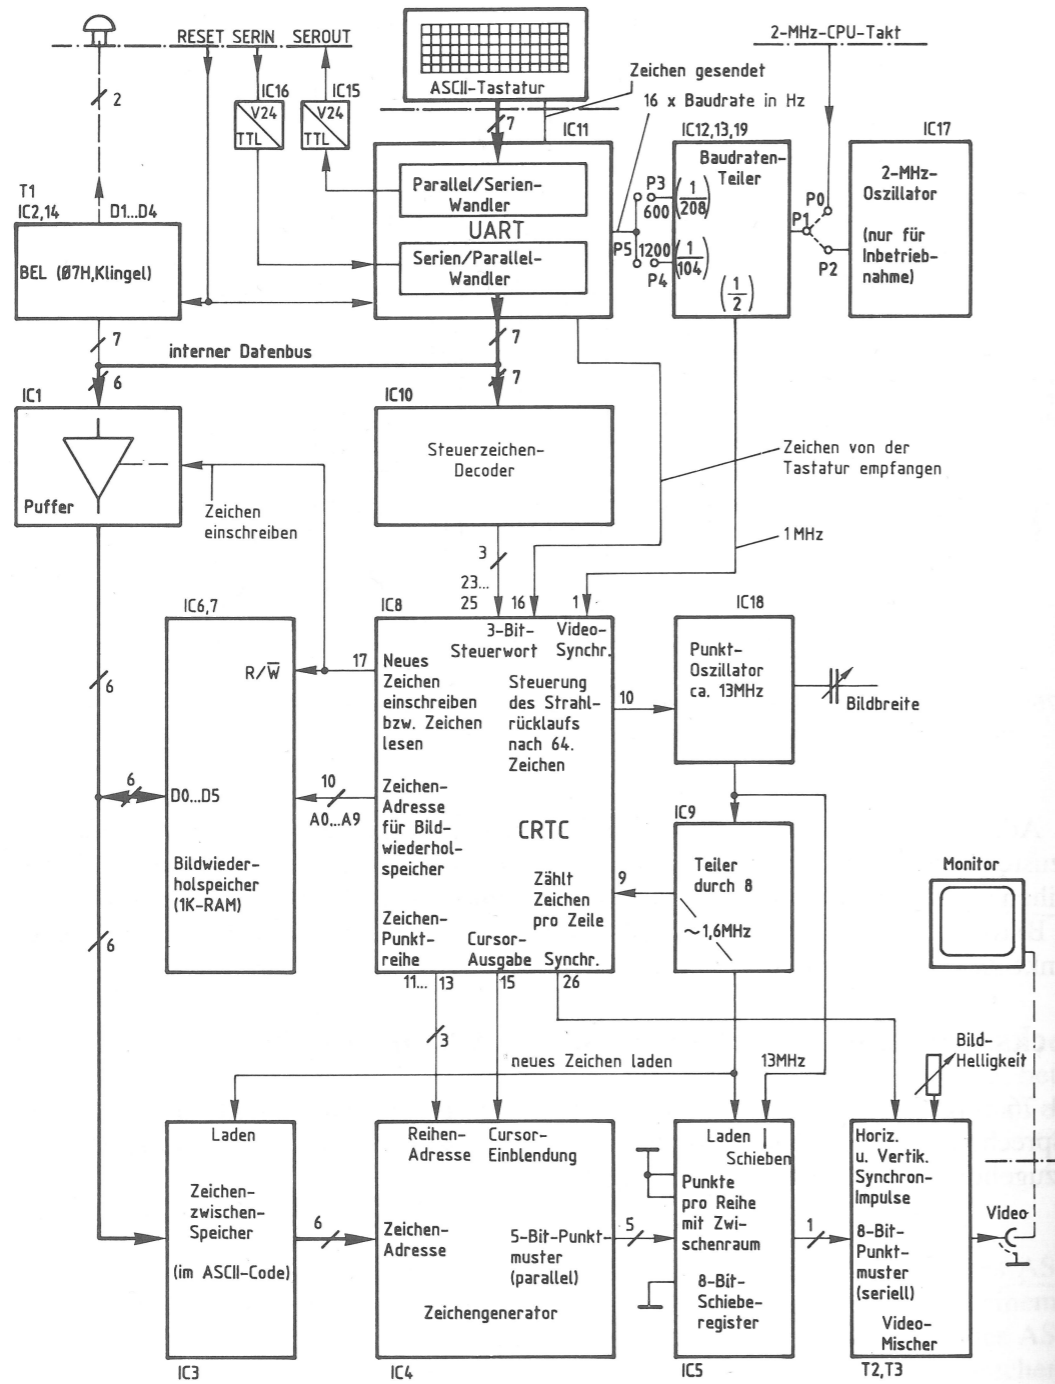 RESET SERIN SEROUT
2-MHz-CPU-Takt
ASCII-Tastatur
Zeichen gesendet
16 x Baudrate in Hz
2
IC16
V24
TTL
IC15
V24
TTL
7
IC11
Parallel/Serien-
Wandler
UART
Serien/Parallel-
Wandler
IC12,13,19
Baudraten-
Teiler
P3
600
(1/208)
P5
1200
P4
(1/104)
(1/2)
P0
P1
P2
IC17
2-MHz-
Oszillator
(nur für
Inbetrieb-
nahme)
T1
IC2,14
D1...D4
BEL (Ø7H,Klingel)
7
interner Datenbus
7
6
7
IC1
Puffer
Zeichen
einschreiben
IC10
Steuerzeichen-
Decoder
Zeichen von der
Tastatur empfangen
1MHz
3
23...
25
16
1
IC6,7
R/W̅
6
6
D0...D5
Bildwieder-
holspeicher
(1K-RAM)
17
10
A0...A9
IC8
3-Bit-
Steuerwort
Video-
Synchr.
Neues
Zeichen
einschreiben
bzw. Zeichen
lesen
Steuerung
des Strahl-
rücklaufs
nach 64.
Zeichen
10
Zeichen-
Adresse
für Bild-
wiederhol-
speicher
CRTC
Zählt
Zeichen
pro Zeile
9
Zeichen-
Punkt-
reihe
Cursor-
Ausgabe
Synchr.
11...
13
15
26
IC18
Punkt-
Oszillator
ca. 13MHz
Bildbreite
IC9
Teiler
durch 8
~1,6MHz
Monitor
6
3
neues Zeichen laden
13MHz
Bild-
Helligkeit
Laden
Zeichen-
zwischen-
Speicher
(im ASCII-Code)
IC3
6
Reihen-
Adresse
Cursor-
Einblendung
Zeichen-
Adresse
5-Bit-Punkt-
muster
(parallel)
Zeichengenerator
IC4
5
Laden
Schieben
Punkte
pro Reihe
mit Zwi-
schenraum
8-Bit-
Schiebe-
register
IC5
1
Horiz.
u. Vertik.
Synchron-
Impulse
8-Bit-
Punkt-
muster
(seriell)
Video-
Mischer
T2,T3
Video